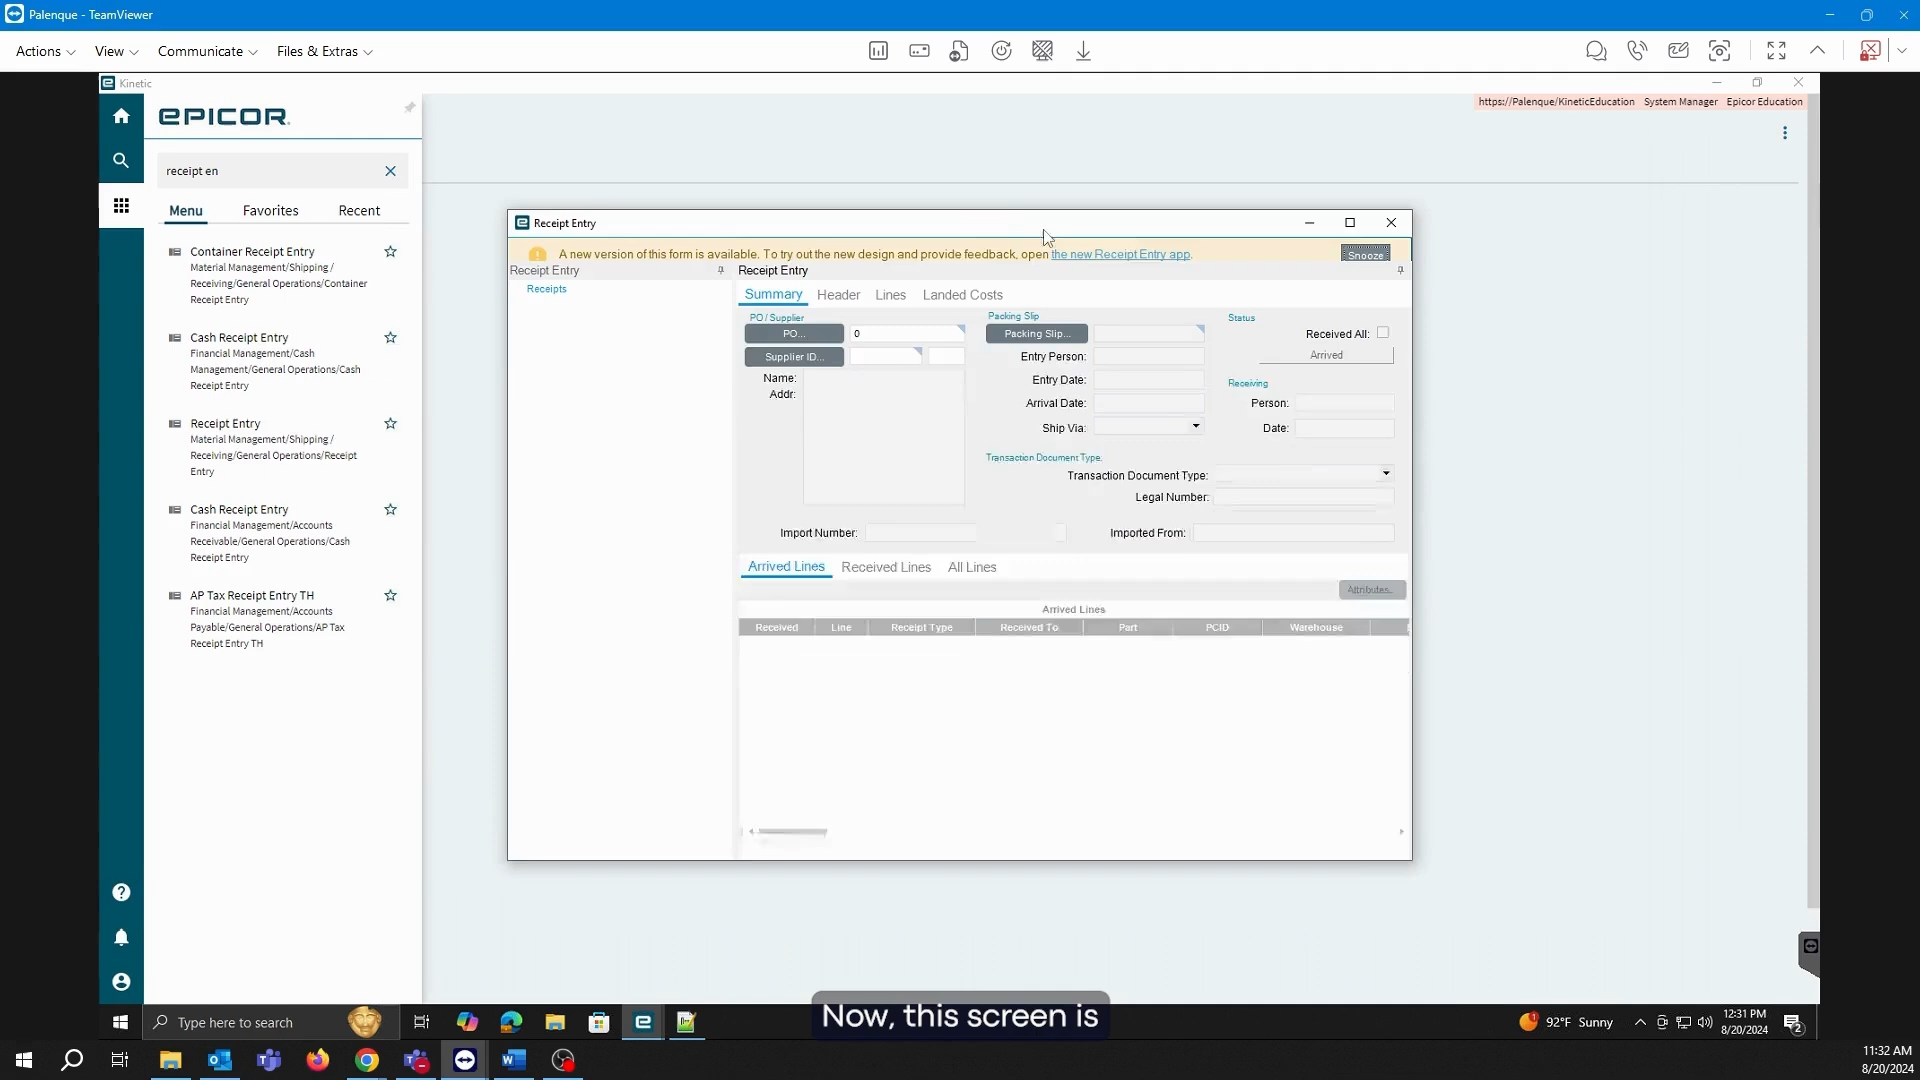 Palenque - TeamViewer
Actions View Communicate Files & Extras
Kinetic
https://Palenque/KineticEducation System Manager Epicor Education
EPICOR
receipt en
Menu Favorites Recent
Container Receipt Entry
Material Management/Shipping /
Receiving/General Operations/Container
Receipt Entry
Cash Receipt Entry
Financial Management/Cash
Management/General Operations/Cash
Receipt Entry
Receipt Entry
Material Management/Shipping /
Receiving/General Operations/Receipt
Entry
Cash Receipt Entry
Financial Management/Accounts
Receivable/General Operations/Cash
Receipt Entry
AP Tax Receipt Entry TH
Financial Management/Accounts
Payable/General Operations/AP Tax
Receipt Entry TH
Receipt Entry
A new version of this form is available. To try out the new design and provide feedback, open the new Receipt Entry app. Snooze
Receipt Entry
Receipts
Receipt Entry
Summary Header Lines Landed Costs
PO / Supplier Packing Slip Status
PO... 0 Packing Slip... Received All:
Supplier ID... Entry Person: Arrived
Name:
Addr: Entry Date: Receiving
Arrival Date: Person:
Ship Via: Date:
Transaction Document Type.
Transaction Document Type:
Legal Number:
Import Number: Imported From:
Arrived Lines Received Lines All Lines
Attributes..
Arrived Lines
Received Line Receipt Type Received To Part PCID Warehouse
Now, this screen is
Type here to search
1 92°F Sunny
12:31 PM
8/20/2024
2
11:32 AM
8/20/2024